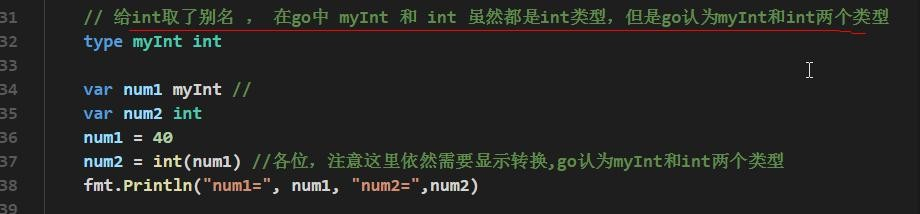 31 // 给int取了别名 ， 在go中 myInt 和 int 虽然都是int类型，但是go认为myInt和int两个类型
32 type myInt int
33
34 var num1 myInt //
35 var num2 int
36 num1 = 40
37 num2 = int(num1) //各位，注意这里依然需要显示转换,go认为myInt和int两个类型
38 fmt.Println("num1=", num1, "num2=",num2)
39